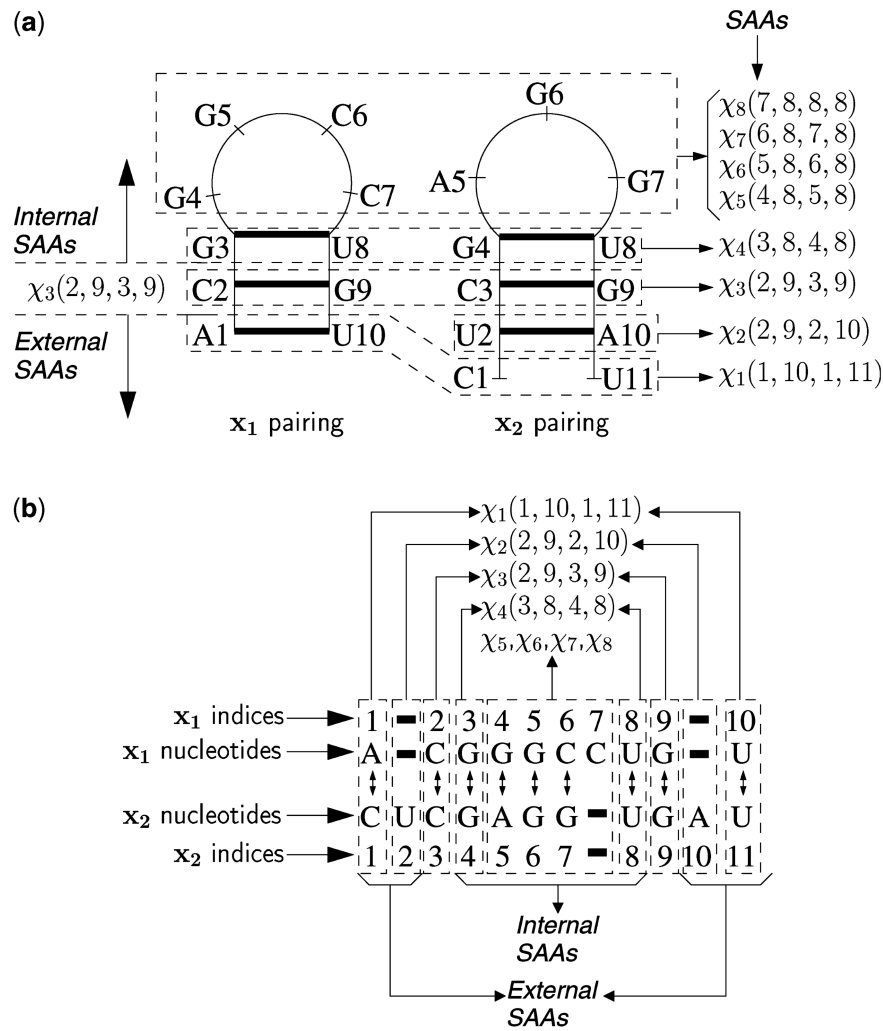 (a)
SAAs
G6
G5 C6
χ₈(7, 8, 8, 8)
χ₇(6, 8, 7, 8)
χ₆(5, 8, 6, 8)
χ₅(4, 8, 5, 8)
A5 G7
G4 C7
Internal
SAAs
G3 U8 G4 U8 χ₄(3, 8, 4, 8)
χ₃(2, 9, 3, 9) C2 G9 C3 G9 χ₃(2, 9, 3, 9)
External
SAAs
A1 U10 U2 A10 χ₂(2, 9, 2, 10)
C1 U11 χ₁(1, 10, 1, 11)
x₁ pairing x₂ pairing
(b)
χ₁(1, 10, 1, 11)
χ₂(2, 9, 2, 10)
χ₃(2, 9, 3, 9)
χ₄(3, 8, 4, 8)
χ₅,χ₆,χ₇,χ₈
x₁ indices 1 - 2 3 4 5 6 7 8 9 - 10
x₁ nucleotides A - C G G G C C U G - U
x₂ nucleotides C U C G A G G - U G A U
x₂ indices 1 2 3 4 5 6 7 - 8 9 10 11
Internal
SAAs
External
SAAs